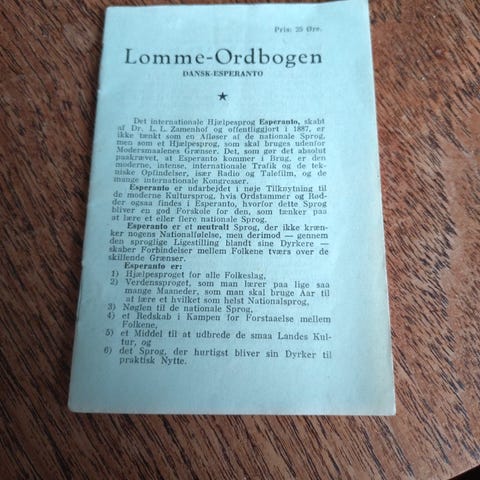 Pris: 25 Øre.
Lomme-Ordbogen
DANSK-ESPERANTO
Det internationale Hjælpesprog Esperanto, skabt
af Dr. L. L. Zamenhof og offentliggjort i 1887, er
ikke tænkt som en Afløser af de nationale Sprog,
men som et Hjælpesprog, som skal bruges udenfor
Modersmaalenes Grænser. Det, som gør det absolut
paakrævet, at Esperanto kommer i Brug, er den
moderne, intense, internationale Trafik og de tek-
niske Opfindelser, især Radio og Talefilm, og de
mange internationale Kongresser.
Esperanto er udarbejdet i nøje Tilknytning til
de moderne Kultursprog, hvis Ordstammer og Rød-
der ogsaa findes i Esperanto, hvorfor dette Sprog
bliver en god Forskole for den, som tænker paa
at lære et eller flere nationale Sprog.
Esperanto er et neutralt Sprog, der ikke kræn-
ker nogens Nationalfølelse, men derimod — gennem
den sproglige Ligestilling blandt sine Dyrkere —
skaber Forbindelser mellem Folkene tværs over de
skillende Grænser.
Esperanto er:
1) Hjælpesproget for alle Folkeslag,
2) Verdenssproget, som man lærer paa lige saa
mange Maaneder, som man skal bruge Aar til
at lære et hvilket som helst Nationalsprog,
3) Nøglen til de nationale Sprog,
4) et Redskab i Kampen for Forstaaelse mellem
Folkene,
5) et Middel til at udbrede de smaa Landes Kul-
tur, og
6) det Sprog, der hurtigst bliver sin Dyrker til
praktisk Nytte.